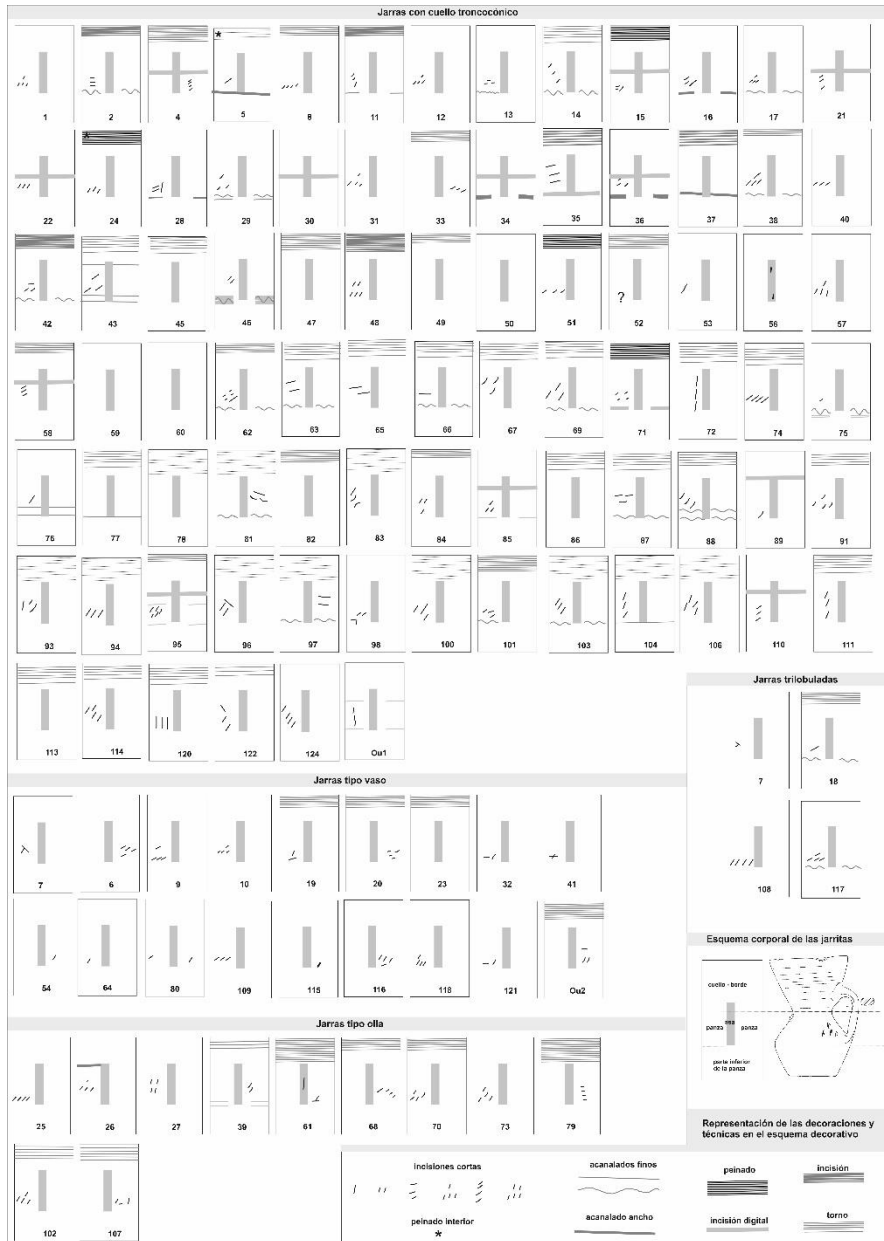 Jarras con cuello troncocónico
1 2 4 5 8 11 12 13 14 15 16 17 21
22 24 28 29 30 31 33 34 35 36 37 38 40
42 43 45 46 47 48 49 50 51 52 53 56 57
58 59 60 62 63 65 66 67 69 71 72 74 75
76 77 78 81 82 83 84 85 86 87 88 89 91
93 94 95 96 97 98 100 101 103 104 106 110 111
113 114 120 122 124 Ou1
Jarras trilobuladas
7 18
108 117
Jarras tipo vaso
7 6 9 10 19 20 23 32 41
54 64 80 109 115 116 118 121 Ou2
Esquema corporal de las jarritas
cuello - borde
panza panza
parte inferior
de la panza
Jarras tipo olla
25 26 27 39 61 68 70 73 79
102 107
Representación de las decoraciones y
técnicas en el esquema decorativo
incisiones cortas
acanalados finos
peinado
incisión
peinado interior
*
acanalado ancho
incisión digital
torno